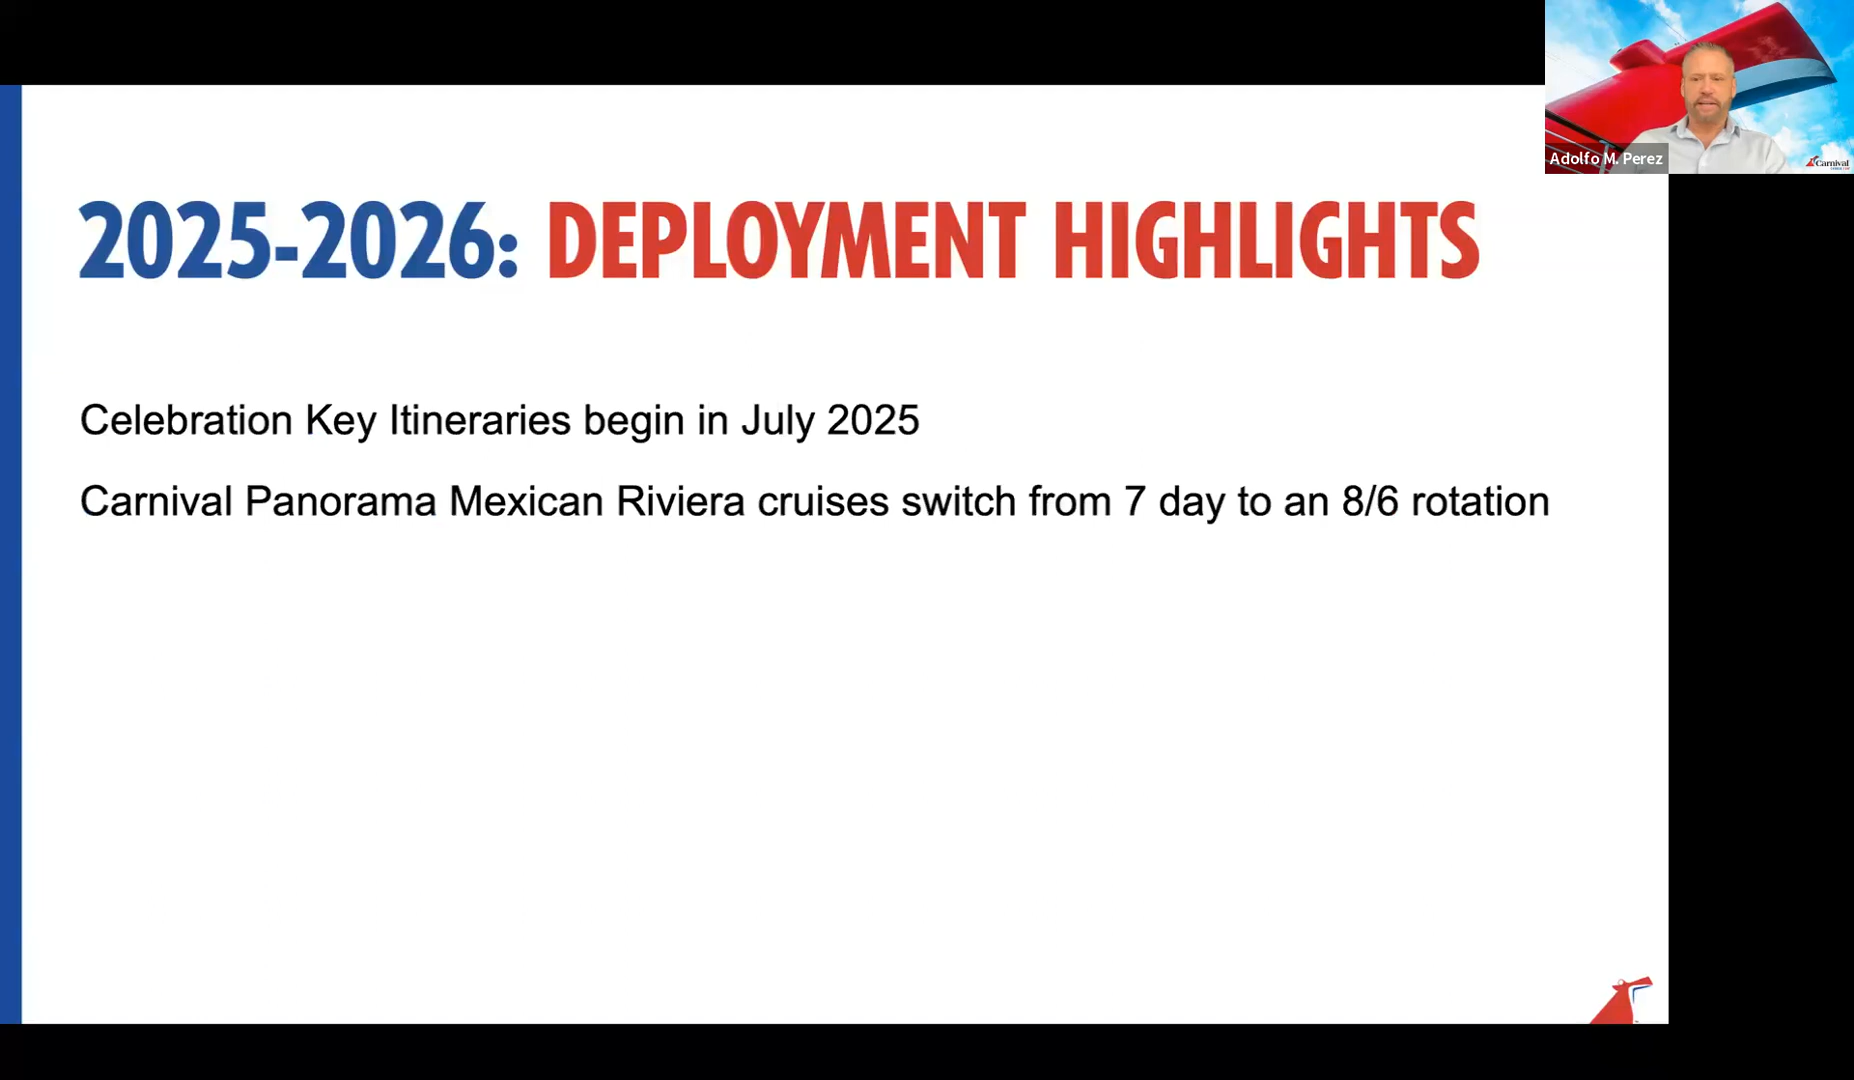 Adolfo M. Perez
Carnival
2025-2026: DEPLOYMENT HIGHLIGHTS
Celebration Key Itineraries begin in July 2025
Carnival Panorama Mexican Riviera cruises switch from 7 day to an 8/6 rotation